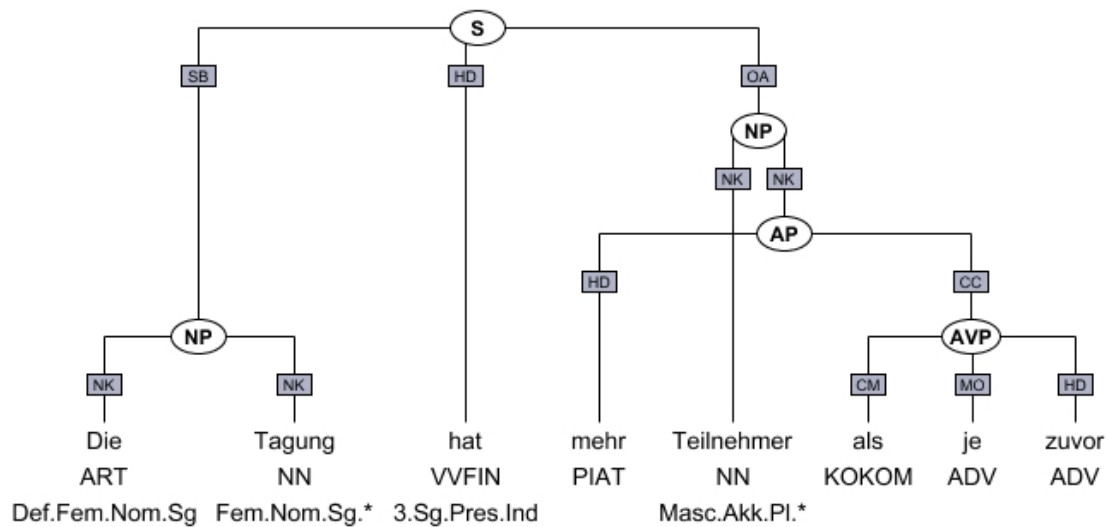 S
SB HD OA
NP
NK NK
AP
HD CC
NP AVP
NK NK CM MO HD
Die Tagung hat mehr Teilnehmer als je zuvor
ART NN VVFIN PIAT NN KOKOM ADV ADV
Def.Fem.Nom.Sg Fem.Nom.Sg.* 3.Sg.Pres.Ind Masc.Akk.Pl.*